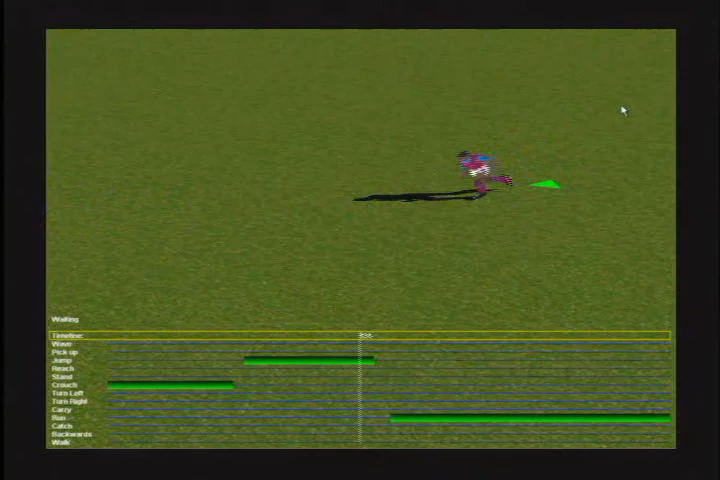 Waiting
Timeline:
Wave
Pick up
Jump
Reach
Stand
Crouch
Turn Left
Turn Right
Carry
Run
Catch
Backwards
Walk